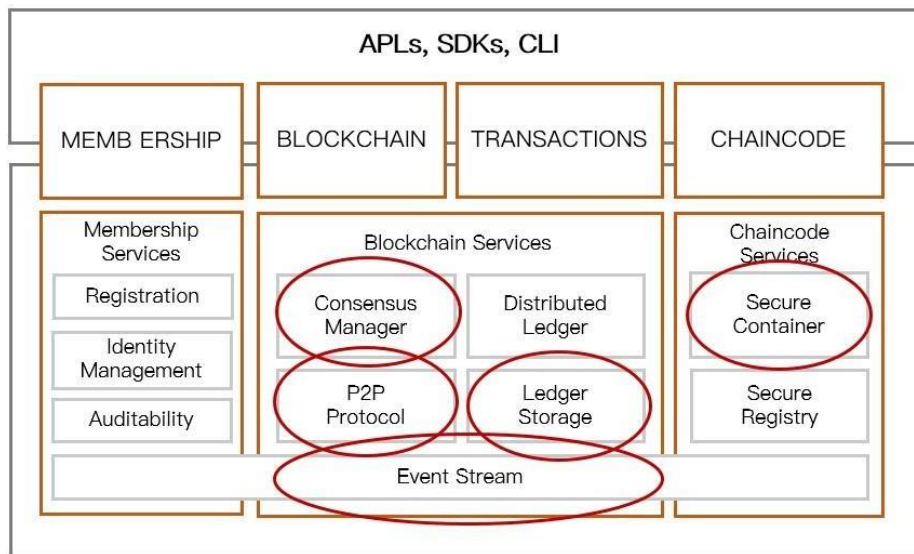 APLs, SDKs, CLI
MEMB ERSHIP
BLOCKCHAIN
TRANSACTIONS
CHAINCODE
Membership
Services
Registration
Identity
Management
Auditability
Blockchain Services
Consensus
Manager
Distributed
Ledger
P2P
Protocol
Ledger
Storage
Chaincode
Services
Secure
Container
Secure
Registry
Event Stream